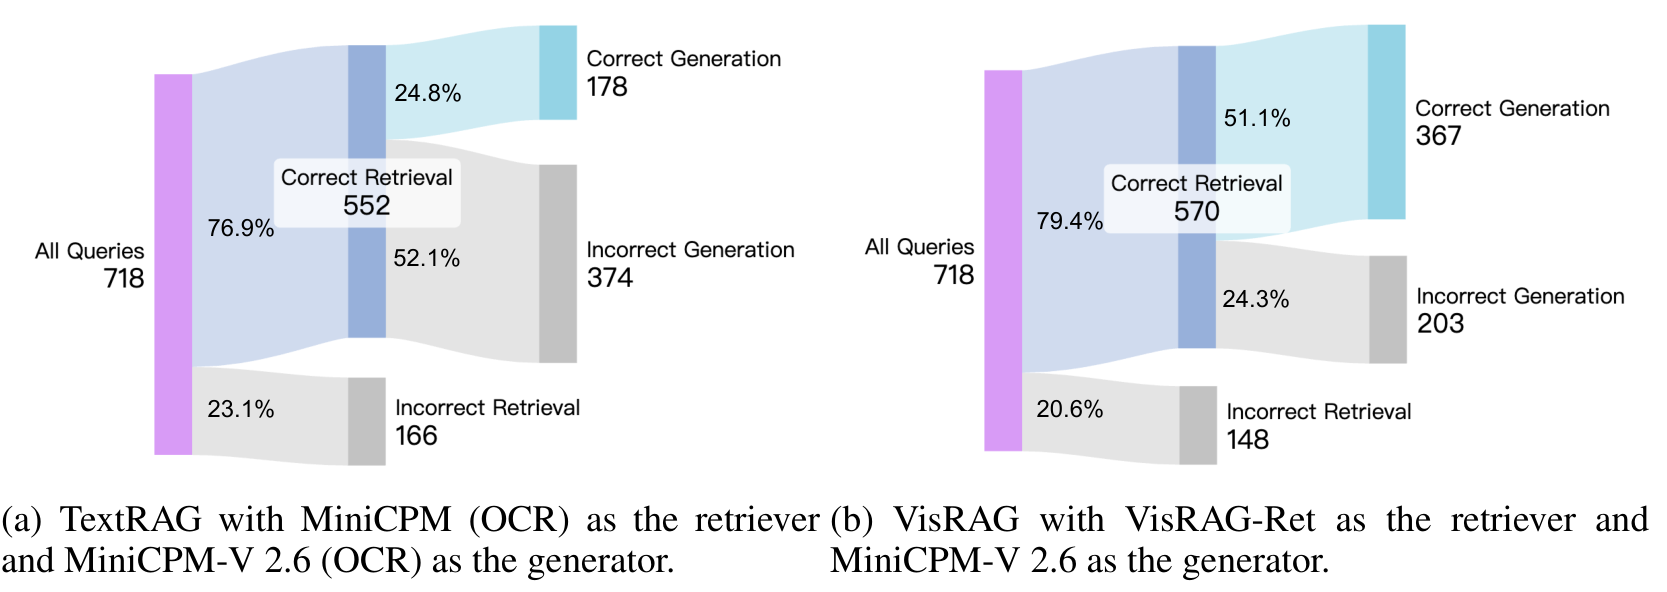 All Queries
718
76.9%
23.1%
Correct Retrieval
552
24.8%
52.1%
Correct Generation
178
Incorrect Generation
374
Incorrect Retrieval
166
(a) TextRAG with MiniCPM (OCR) as the retriever
and MiniCPM-V 2.6 (OCR) as the generator.
All Queries
718
79.4%
20.6%
Correct Retrieval
570
51.1%
24.3%
Correct Generation
367
Incorrect Generation
203
Incorrect Retrieval
148
(b) VisRAG with VisRAG-Ret as the retriever and
MiniCPM-V 2.6 as the generator.